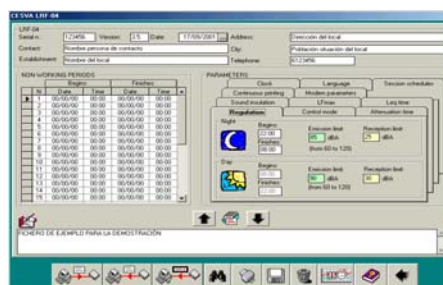 CESVA LRF-04
LRF-04
Serial n.: 123456 Version: 3.5 Date: 17/09/2001 Address: Dirección del local
Contact: Nombre persona de contacto City: Población situación del local
Establishment: Nombre del local Telephone: 6123456
NON-WORKING PERIODS
Begins Finishes
N Date Time Date Time
1 00/00/00 00:00 00/00/00 00:00
2 00/00/00 00:00 00/00/00 00:00
3 00/00/00 00:00 00/00/00 00:00
4 00/00/00 00:00 00/00/00 00:00
5 00/00/00 00:00 00/00/00 00:00
6 00/00/00 00:00 00/00/00 00:00
7 00/00/00 00:00 00/00/00 00:00
8 00/00/00 00:00 00/00/00 00:00
9 00/00/00 00:00 00/00/00 00:00
10 00/00/00 00:00 00/00/00 00:00
11 00/00/00 00:00 00/00/00 00:00
12 00/00/00 00:00 00/00/00 00:00
13 00/00/00 00:00 00/00/00 00:00
14 00/00/00 00:00 00/00/00 00:00
15 00/00/00 00:00 00/00/00 00:00
PARAMETERS
Clock Language Session schedules
Continuous printing Modem parameters
Sound insulation LFmax Leq time
Regulation Control mode Attenuation time
Night
Begins: 22:00
Finishes: 08:00
Emission limit dBA
(from 60 to 120)
Reception limit 25 dBA
Day
Begins:
Finishes:
Emission limit 90 dBA
(from 60 to 120)
Reception limit 30 dBA
FICHERO DE EJEMPLO PARA LA DEMOSTRACIÓN